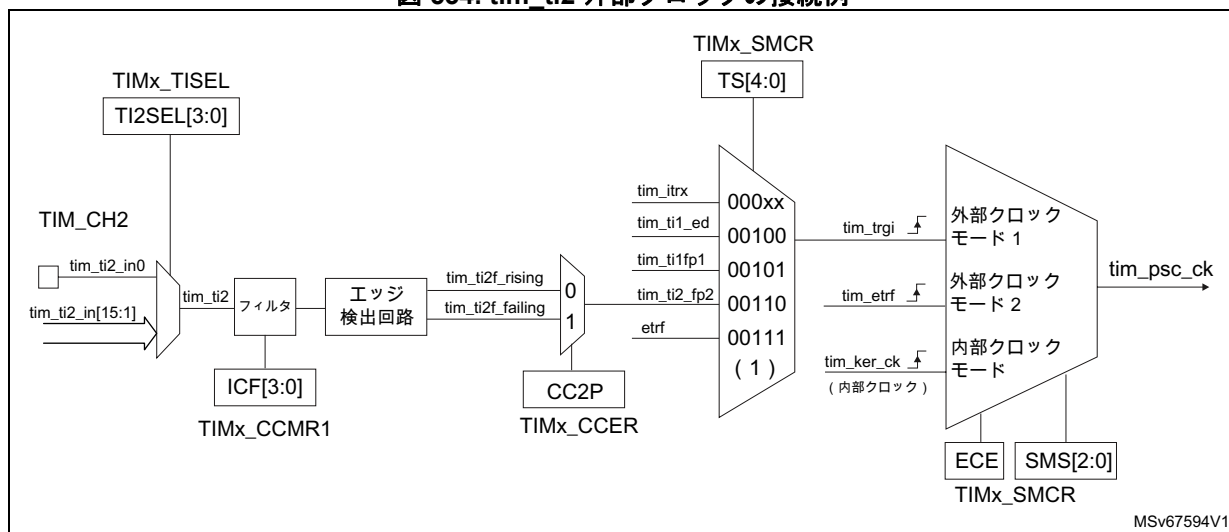 TIMx_SMCR
TS[4:0]
TIMx_TISEL
TI2SEL[3:0]
TIM_CH2
tim_ti2_in0
tim_ti2_in[15:1]
tim_ti2
フィルタ
ICF[3:0]
TIMx_CCMR1
エッジ
検出回路
tim_ti2f_rising
tim_ti2f_failing
0
1
CC2P
TIMx_CCER
tim_itrx
000xx
tim_ti1_ed
00100
tim_ti1fp1
00101
tim_ti2_fp2
00110
etrf
00111
(1)
tim_trgi
外部クロック
モード 1
tim_etrf
外部クロック
モード 2
tim_ker_ck
(内部クロック)
内部クロック
モード
tim_psc_ck
ECE
SMS[2:0]
TIMx_SMCR
MSv67594V1